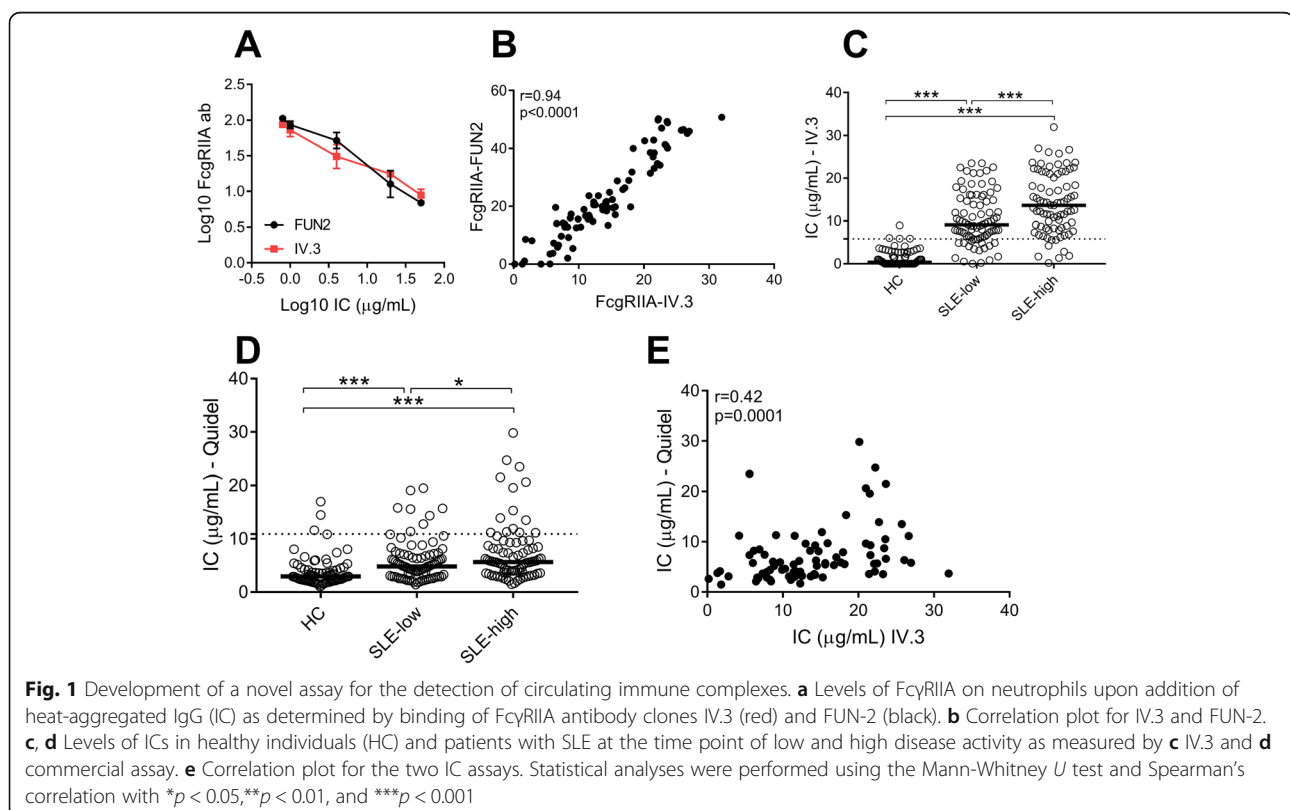 A
Log10 FcgRIIA ab
2.5
2.0
1.5
1.0
0.5
0.0
FUN2
IV.3
-0.5 0.0 0.5 1.0 1.5 2.0
Log10 IC (μg/mL)
B
FcgRIIA-FUN2
60
40
20
0
r=0.94
p<0.0001
0 10 20 30 40
FcgRIIA-IV.3
C
IC (μg/mL) - IV.3
40
30
20
10
0
*** ***
***
HC SLE-low SLE-high
D
IC (μg/mL) - Quidel
40
30
20
10
0
*** *
***
HC SLE-low SLE-high
E
IC (μg/mL) - Quidel
40
30
20
10
0
r=0.42
p=0.0001
0 10 20 30 40
IC (μg/mL) IV.3
Fig. 1 Development of a novel assay for the detection of circulating immune complexes. a Levels of FcγRIIA on neutrophils upon addition of
heat-aggregated IgG (IC) as determined by binding of FcγRIIA antibody clones IV.3 (red) and FUN-2 (black). b Correlation plot for IV.3 and FUN-2.
c, d Levels of ICs in healthy individuals (HC) and patients with SLE at the time point of low and high disease activity as measured by c IV.3 and d
commercial assay. e Correlation plot for the two IC assays. Statistical analyses were performed using the Mann-Whitney U test and Spearman's
correlation with *p < 0.05,**p < 0.01, and ***p < 0.001